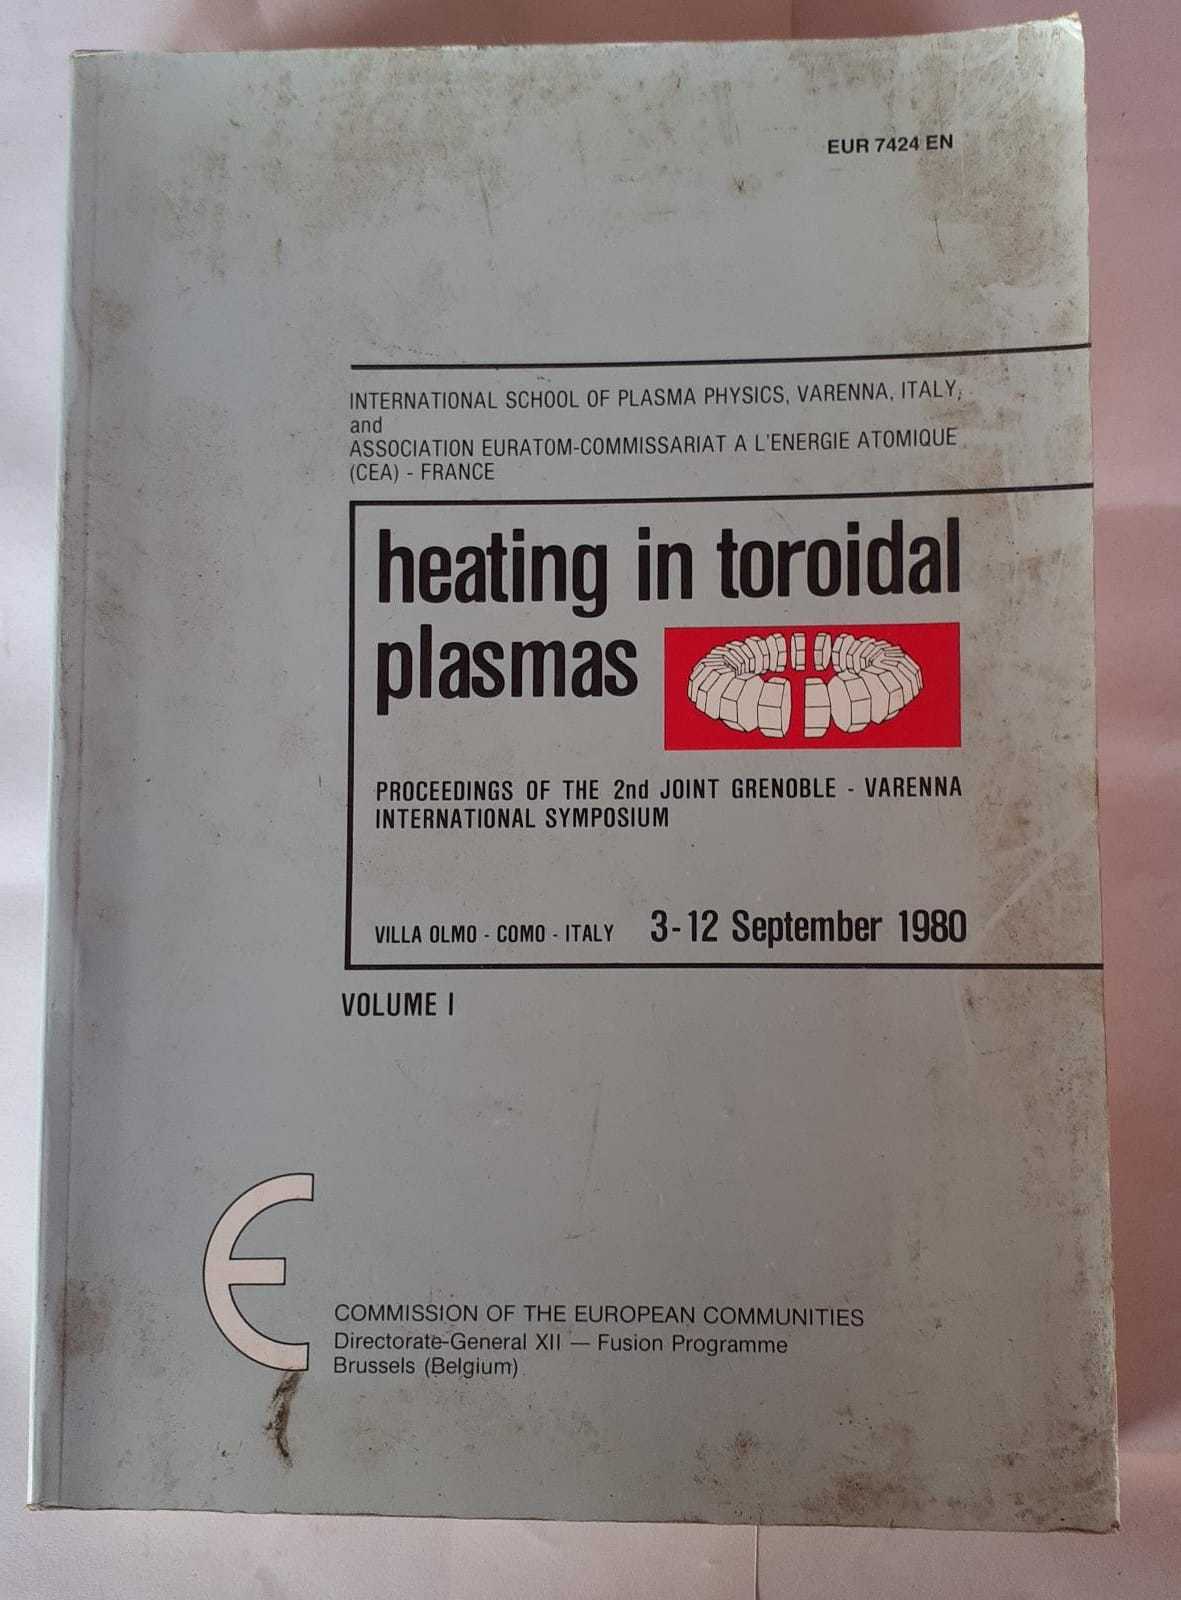 EUR 7424 EN
INTERNATIONAL SCHOOL OF PLASMA PHYSICS, VARENNA, ITALY,
and
ASSOCIATION EURATOM-COMMISSARIAT A L'ENERGIE ATOMIQUE
(CEA) - FRANCE
heating in toroidal
plasmas
PROCEEDINGS OF THE 2nd JOINT GRENOBLE - VARENNA
INTERNATIONAL SYMPOSIUM
VILLA OLMO - COMO - ITALY 3-12 September 1980
VOLUME I
COMMISSION OF THE EUROPEAN COMMUNITIES
Directorate-General XII — Fusion Programme
Brussels (Belgium)